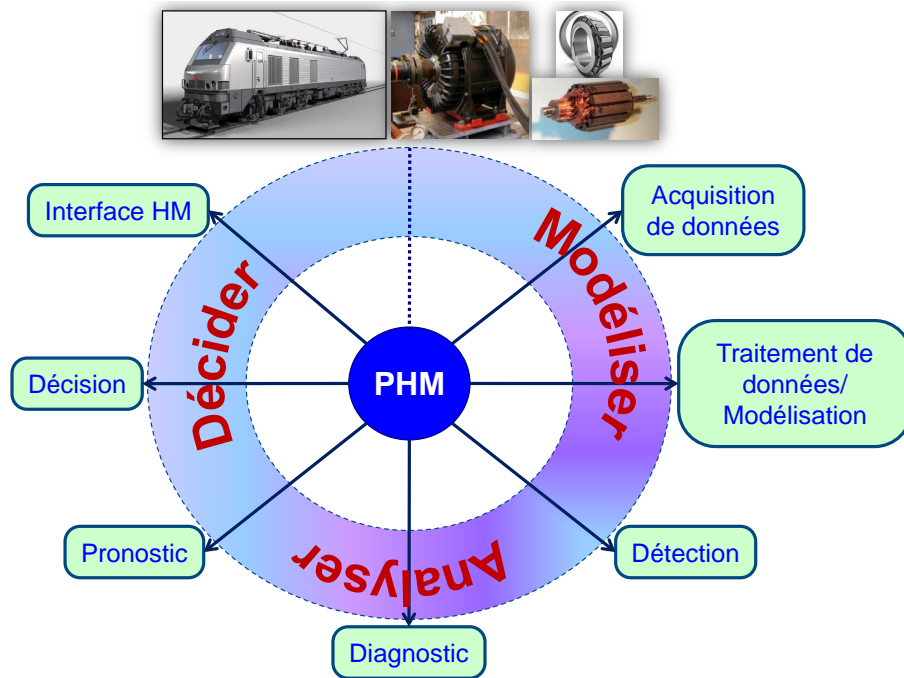 Interface HM
Acquisition
de données
Modéliser
Décider
PHM
Décision
Traitement de
données/
Modélisation
Pronostic
Analyser
Détection
Diagnostic